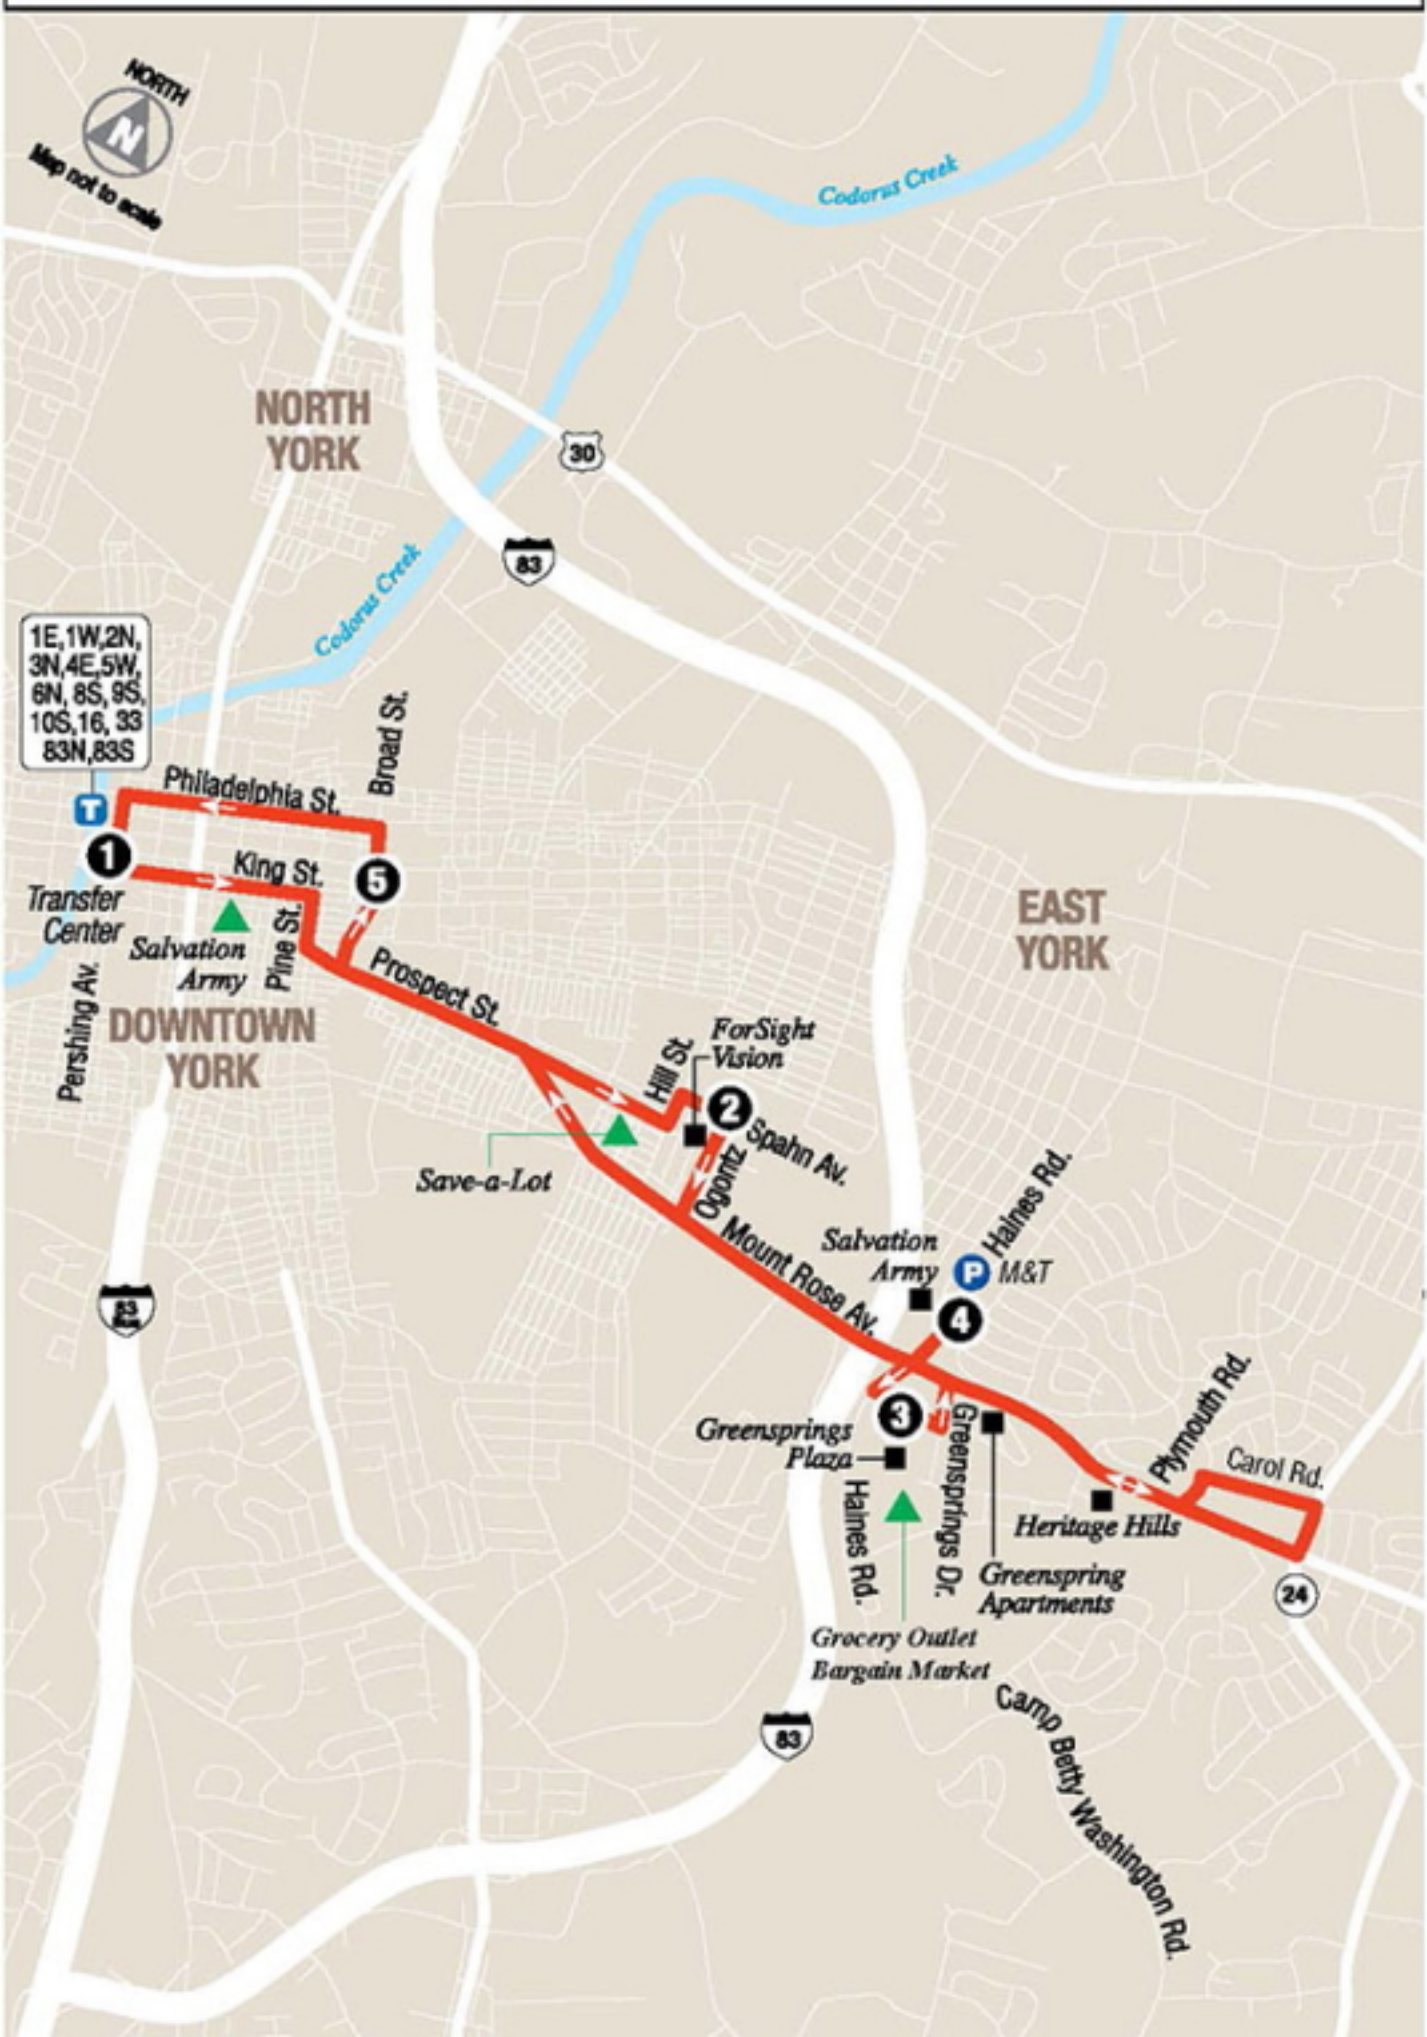 NORTH
N
Map not to scale
Codorus Creek
NORTH
YORK
30
83
Codorus Creek
1E,1W,2N,
3N,4E,5W,
6N, 8S, 9S,
10S,16, 33
83N,83S
Broad St.
T
Philadelphia St.
1
King St.
5
Transfer
Center
Salvation
Army
Pine St.
Prospect St.
EAST
YORK
Pershing Av.
DOWNTOWN
YORK
ForSight
Vision
Hill St.
2
Spahn Av.
Save-a-Lot
Ogontz
Mount Rose Av.
Haines Rd.
Salvation
Army
P
M&T
83
Bus
4
3
Greensprings
Plaza
Haines Rd.
Greensprings Dr.
Plymouth Rd.
Carol Rd.
Heritage Hills
Greenspring
Apartments
24
Grocery Outlet
Bargain Market
83
Camp Betty Washington Rd.